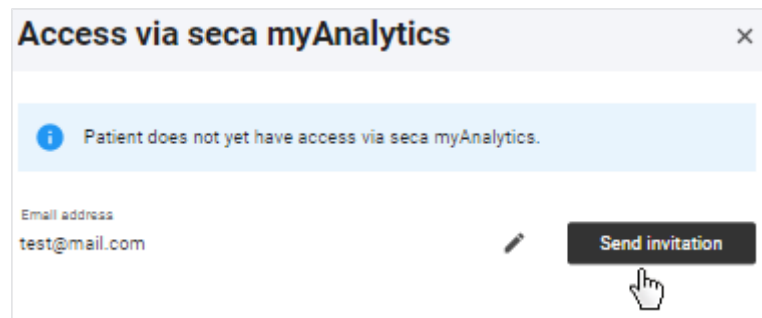 Access via seca myAnalytics
Patient does not yet have access via seca myAnalytics.
Email address
test@mail.com
Send invitation